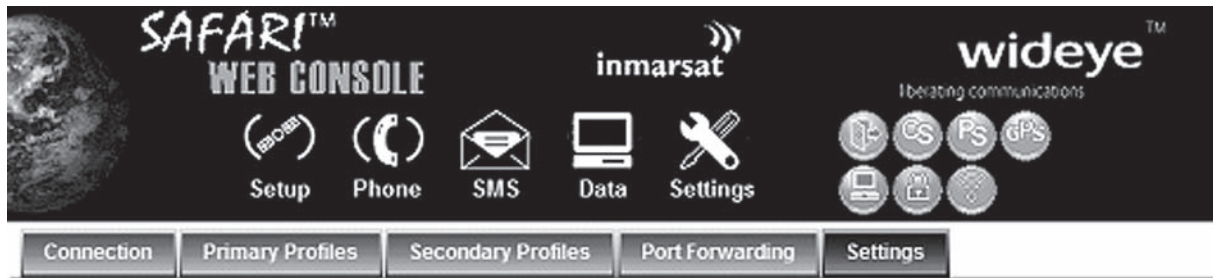 SAFARI™
WEB CONSOLE
inmarsat
wideye™
liberating communications
Setup Phone SMS Data Settings
CS PS GPS
Connection Primary Profiles Secondary Profiles Port Forwarding Settings